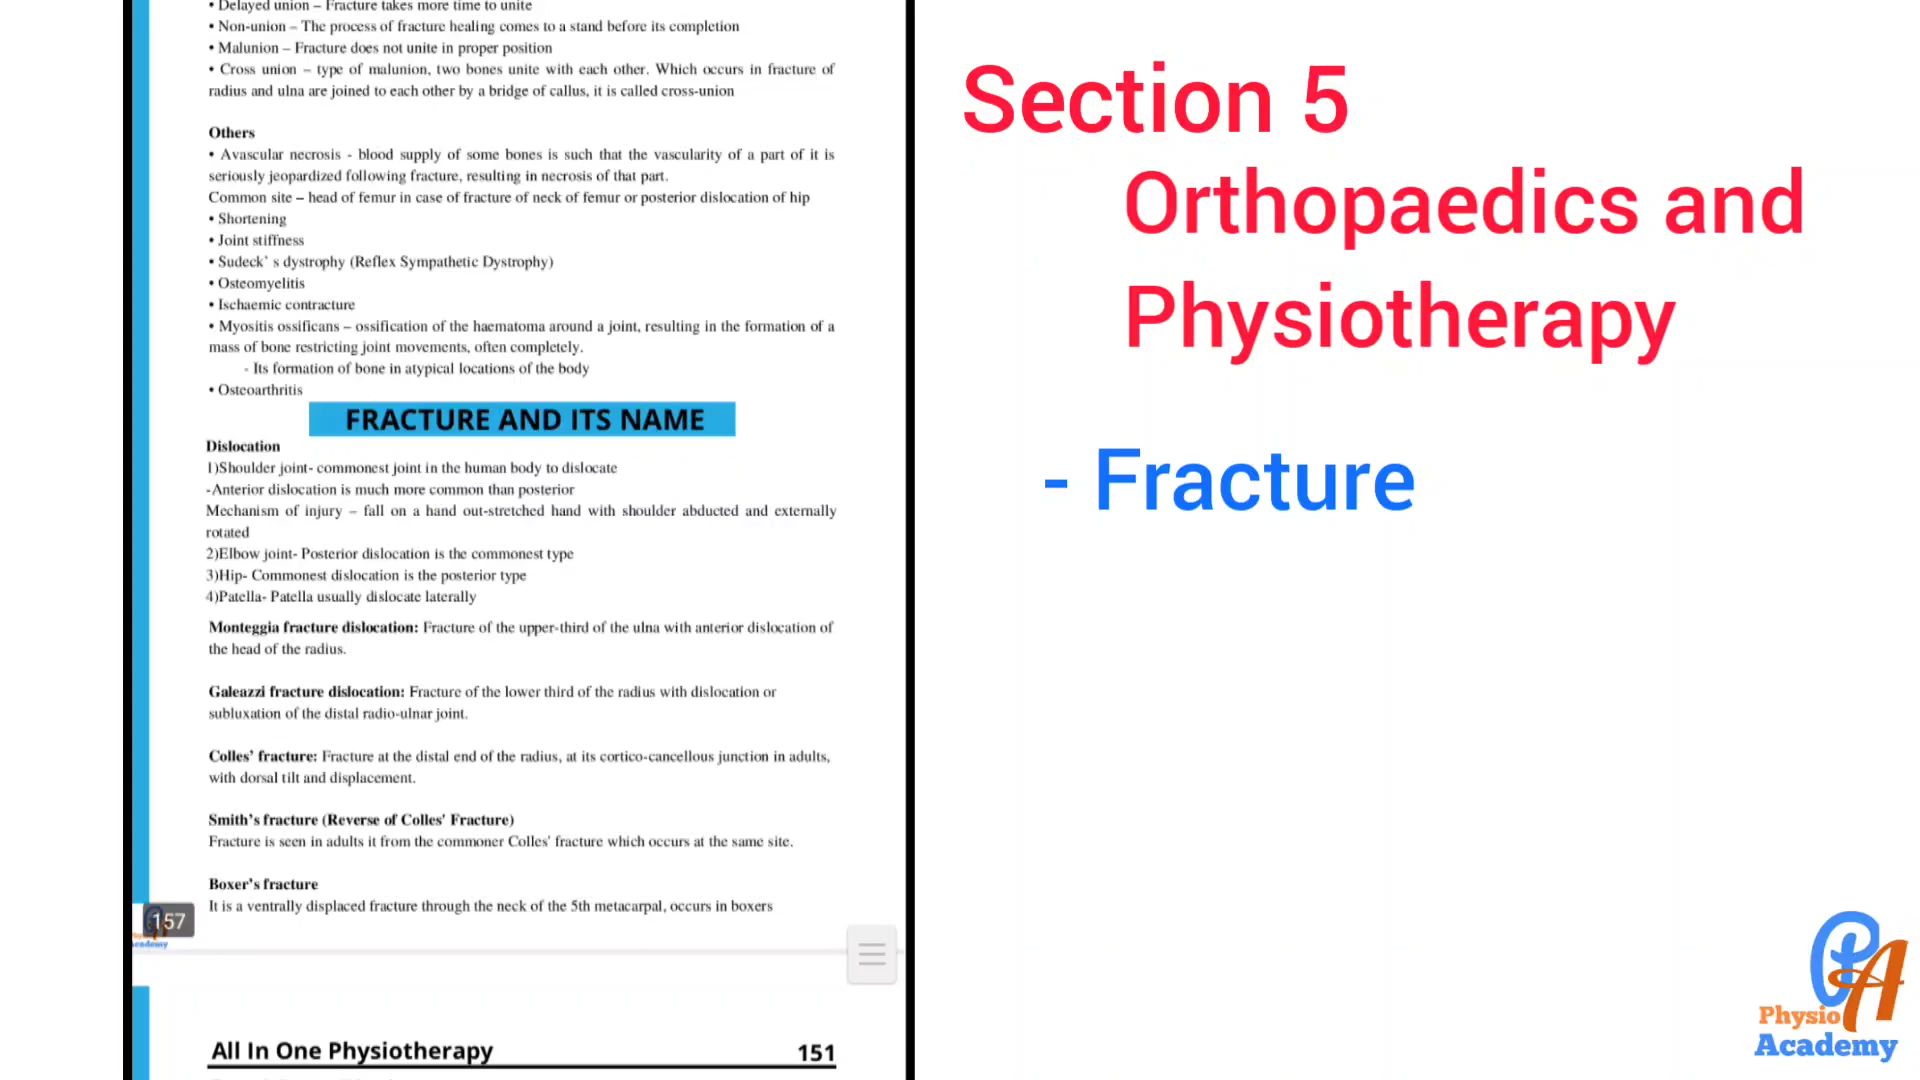 • Delayed union – Fracture takes more time to unite
• Non-union – The process of fracture healing comes to a stand before its completion
• Malunion – Fracture does not unite in proper position
• Cross union – type of malunion, two bones unite with each other. Which occurs in fracture of
radius and ulna are joined to each other by a bridge of callus, it is called cross-union
Others
• Avascular necrosis - blood supply of some bones is such that the vascularity of a part of it is
seriously jeopardized following fracture, resulting in necrosis of that part.
Common site – head of femur in case of fracture of neck of femur or posterior dislocation of hip
• Shortening
• Joint stiffness
• Sudeck' s dystrophy (Reflex Sympathetic Dystrophy)
• Osteomyelitis
• Ischaemic contracture
• Myositis ossificans – ossification of the haematoma around a joint, resulting in the formation of a
mass of bone restricting joint movements, often completely.
- Its formation of bone in atypical locations of the body
• Osteoarthritis
FRACTURE AND ITS NAME
Dislocation
1)Shoulder joint- commonest joint in the human body to dislocate
-Anterior dislocation is much more common than posterior
Mechanism of injury – fall on a hand out-stretched hand with shoulder abducted and externally
rotated
2)Elbow joint- Posterior dislocation is the commonest type
3)Hip- Commonest dislocation is the posterior type
4)Patella- Patella usually dislocate laterally
Monteggia fracture dislocation: Fracture of the upper-third of the ulna with anterior dislocation of
the head of the radius.
Galeazzi fracture dislocation: Fracture of the lower third of the radius with dislocation or
subluxation of the distal radio-ulnar joint.
Colles' fracture: Fracture at the distal end of the radius, at its cortico-cancellous junction in adults,
with dorsal tilt and displacement.
Smith's fracture (Reverse of Colles' Fracture)
Fracture is seen in adults it from the commoner Colles' fracture which occurs at the same site.
Boxer's fracture
It is a ventrally displaced fracture through the neck of the 5th metacarpal, occurs in boxers
157
All In One Physiotherapy 151
Section 5
Orthopaedics and
Physiotherapy
- Fracture
Physio
Academy